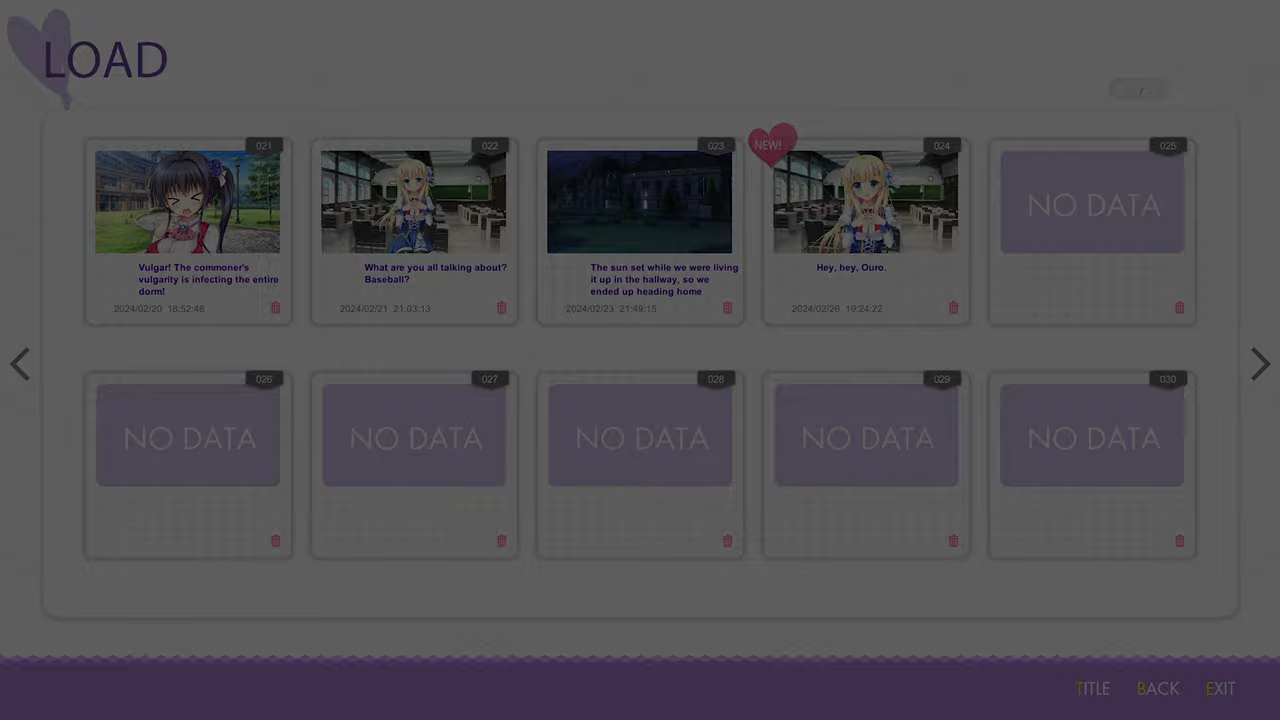 LOAD
/
021
022
023
NEW!
024
025
NO DATA
Vulgar! The commoner's
vulgarity is infecting the entire
dorm!
2024/02/20 18:52:46
What are you all talking about?
Baseball?
2024/02/21 21:03:13
The sun set while we were living
it up in the hallway, so we
ended up heading home
2024/02/23 21:49:15
Hey, hey, Ouro.
2024/02/26 19:24:22
026
027
028
029
030
NO DATA
NO DATA
NO DATA
NO DATA
NO DATA
TITLE
BACK
EXIT